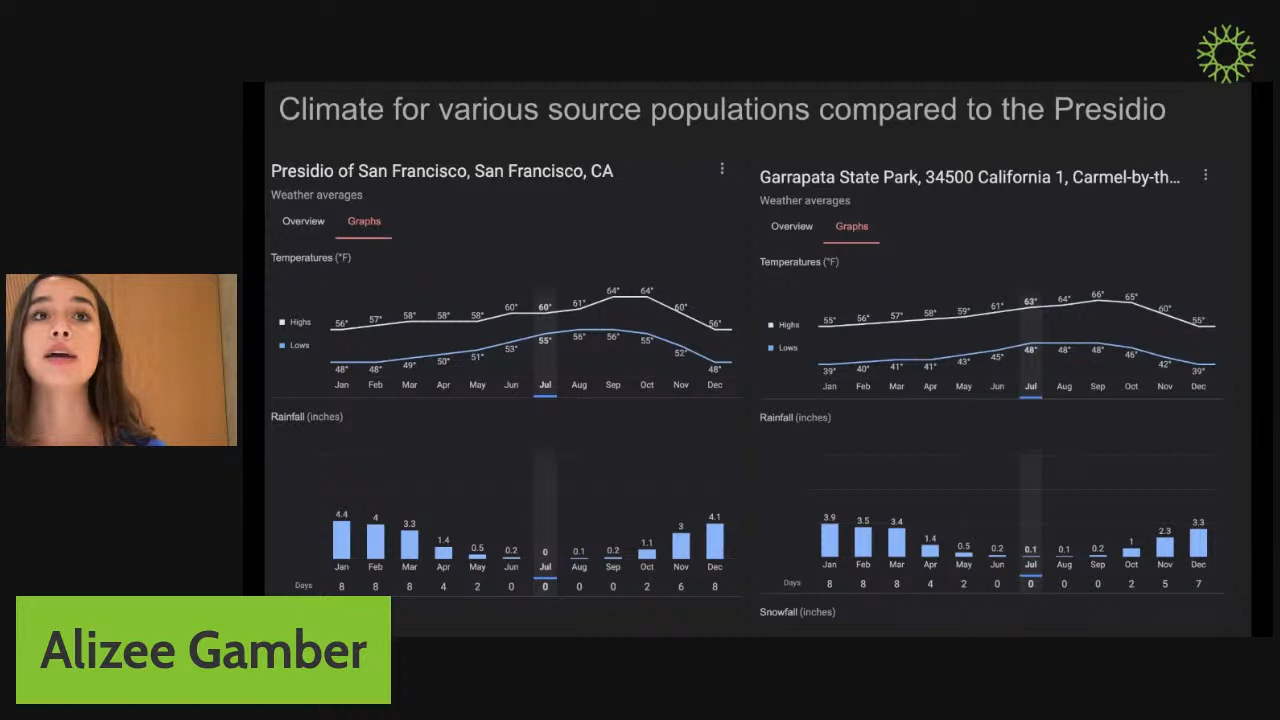 Climate for various source populations compared to the Presidio
Presidio of San Francisco, San Francisco, CA
Weather averages
Overview Graphs
Temperatures (°F)
Highs
Lows
56° 57° 58° 58° 58° 60° 60° 61° 64° 64° 60° 56°
48° 48° 49° 50° 51° 53° 55° 56° 56° 55° 52° 48°
Jan Feb Mar Apr May Jun Jul Aug Sep Oct Nov Dec
Rainfall (inches)
4.4 4 3.3 1.4 0.5 0.2 0 0.1 0.2 1.1 3 4.1
Jan Feb Mar Apr May Jun Jul Aug Sep Oct Nov Dec
Days 8 8 8 4 2 0 0 0 0 2 6 8
Garrapata State Park, 34500 California 1, Carmel-by-th...
Weather averages
Overview Graphs
Temperatures (°F)
Highs
Lows
55° 56° 57° 58° 59° 61° 63° 64° 66° 65° 60° 55°
39° 40° 41° 41° 43° 45° 48° 48° 48° 46° 42° 39°
Jan Feb Mar Apr May Jun Jul Aug Sep Oct Nov Dec
Rainfall (inches)
3.9 3.5 3.4 1.4 0.5 0.2 0.1 0.1 0.2 1 2.3 3.3
Jan Feb Mar Apr May Jun Jul Aug Sep Oct Nov Dec
Days 8 8 8 4 2 0 0 0 0 2 5 7
Snowfall (inches)
Alizee Gamber